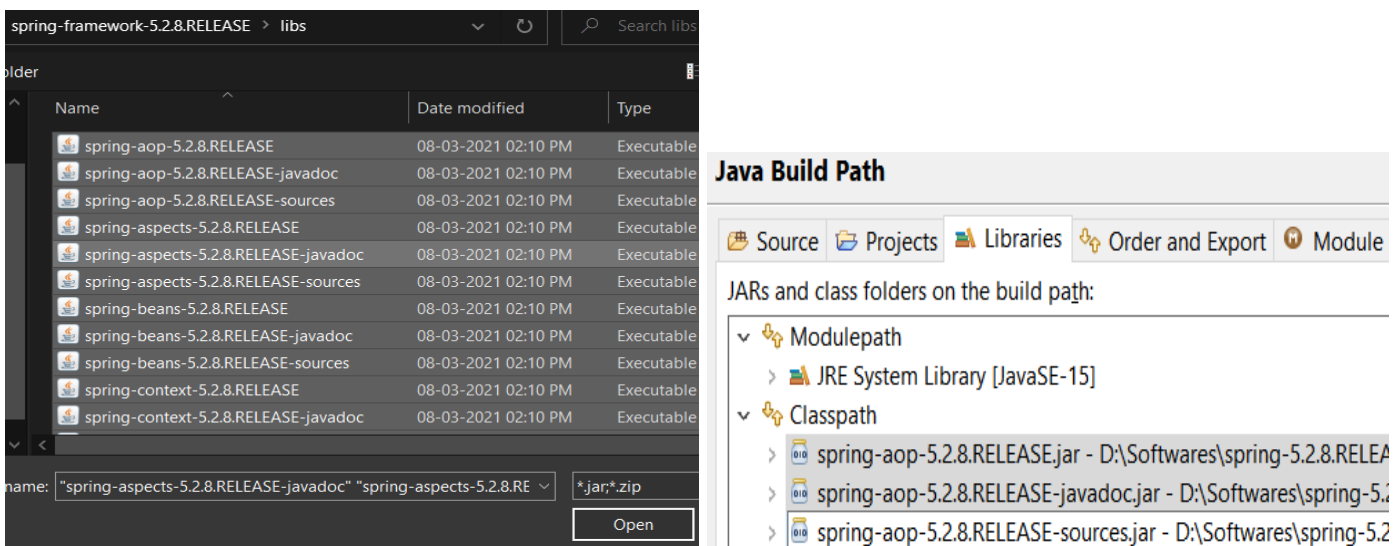 spring-framework-5.2.8.RELEASE > libs
Search libs
older
Name Date modified Type
spring-aop-5.2.8.RELEASE 08-03-2021 02:10 PM Executable
spring-aop-5.2.8.RELEASE-javadoc 08-03-2021 02:10 PM Executable
spring-aop-5.2.8.RELEASE-sources 08-03-2021 02:10 PM Executable
spring-aspects-5.2.8.RELEASE 08-03-2021 02:10 PM Executable
spring-aspects-5.2.8.RELEASE-javadoc 08-03-2021 02:10 PM Executable
spring-aspects-5.2.8.RELEASE-sources 08-03-2021 02:10 PM Executable
spring-beans-5.2.8.RELEASE 08-03-2021 02:10 PM Executable
spring-beans-5.2.8.RELEASE-javadoc 08-03-2021 02:10 PM Executable
spring-beans-5.2.8.RELEASE-sources 08-03-2021 02:10 PM Executable
spring-context-5.2.8.RELEASE 08-03-2021 02:10 PM Executable
spring-context-5.2.8.RELEASE-javadoc 08-03-2021 02:10 PM Executable
name: "spring-aspects-5.2.8.RELEASE-javadoc" "spring-aspects-5.2.8.RE *.jar;*.zip
Open
Java Build Path
Source Projects Libraries Order and Export Module
JARs and class folders on the build path:
Modulepath
JRE System Library [JavaSE-15]
Classpath
spring-aop-5.2.8.RELEASE.jar - D:\Softwares\spring-5.2.8.RELEA
spring-aop-5.2.8.RELEASE-javadoc.jar - D:\Softwares\spring-5.2
spring-aop-5.2.8.RELEASE-sources.jar - D:\Softwares\spring-5.2